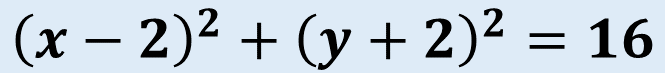 (x − 2)² + (y + 2)² = 16